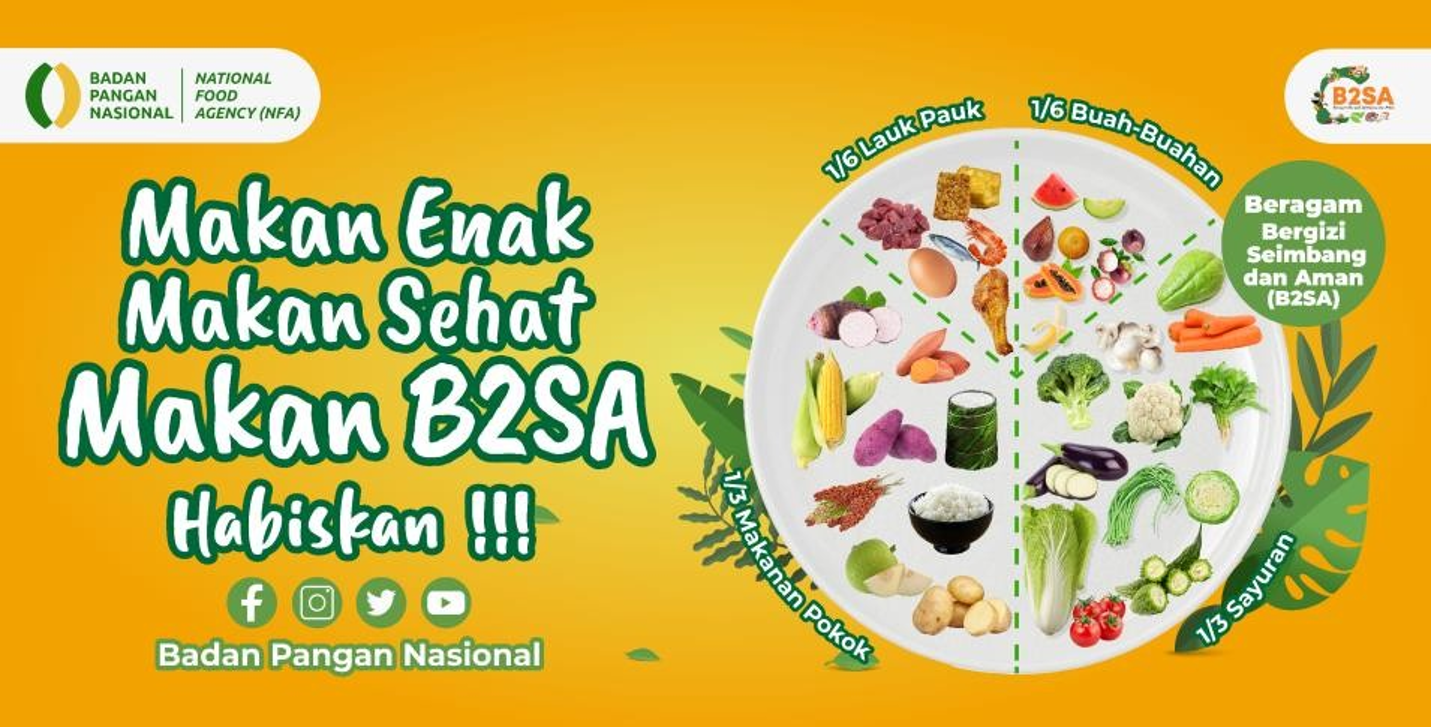 BADAN
PANGAN
NASIONAL
NATIONAL
FOOD
AGENCY (NFA)
B2SA
Makan Enak
Makan Sehat
Makan B2SA
Habiskan !!!
Badan Pangan Nasional
1/6 Lauk Pauk
1/6 Buah-Buahan
Beragam
Bergizi
Seimbang
dan Aman
(B2SA)
1/3 Makanan Pokok
1/3 Sayuran